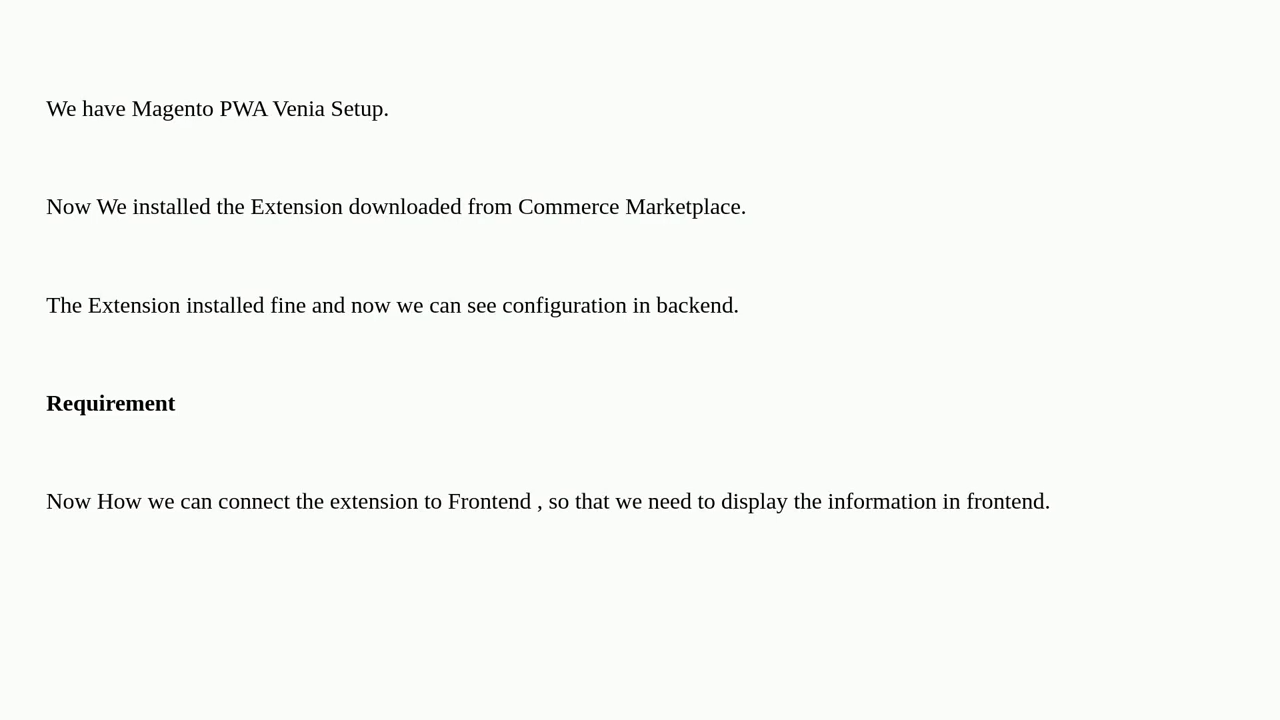 We have Magento PWA Venia Setup.
Now We installed the Extension downloaded from Commerce Marketplace.
The Extension installed fine and now we can see configuration in backend.
Requirement
Now How we can connect the extension to Frontend , so that we need to display the information in frontend.